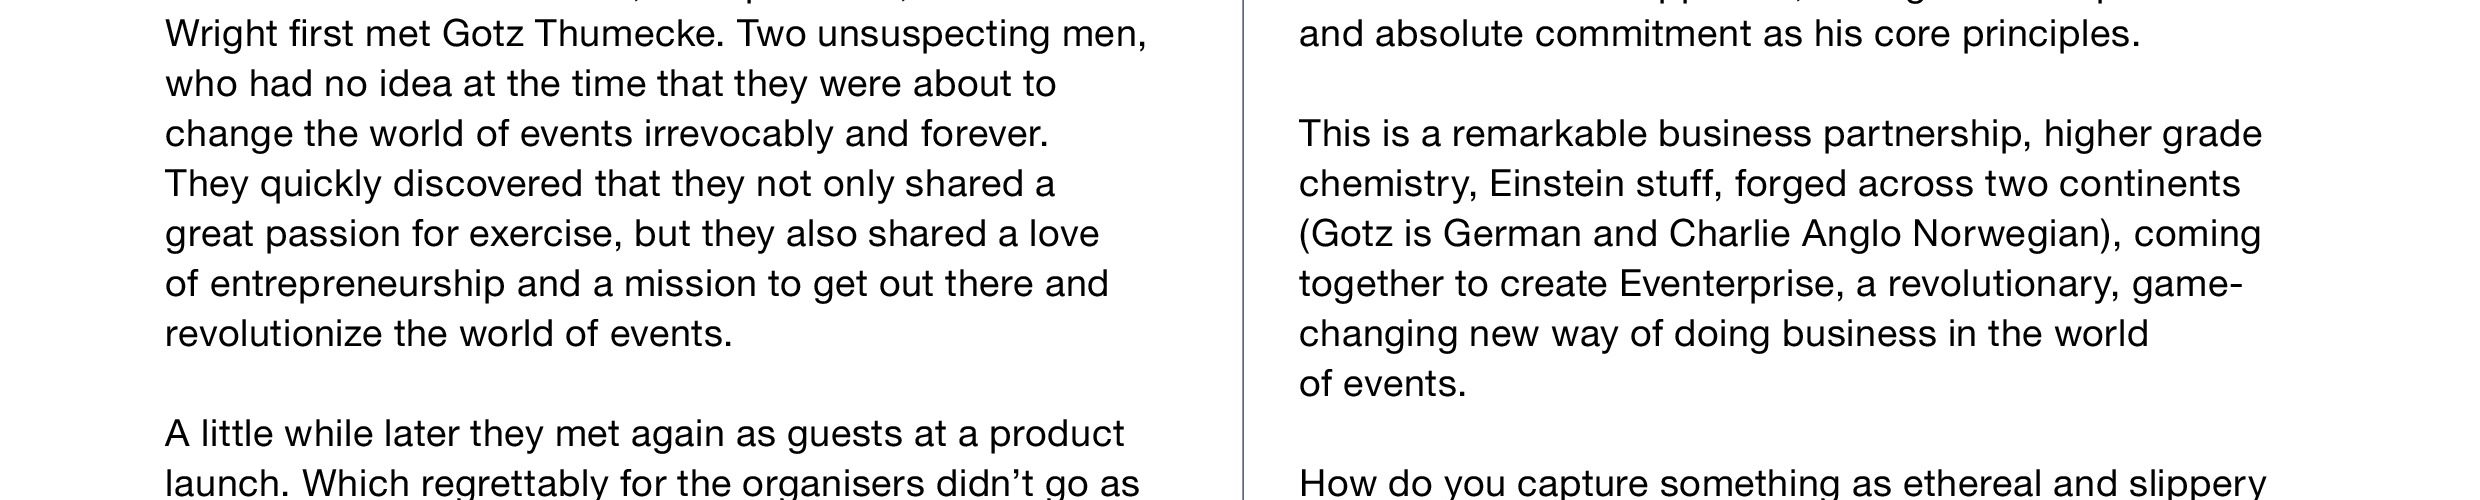 Wright first met Gotz Thumecke. Two unsuspecting men,
who had no idea at the time that they were about to
change the world of events irrevocably and forever.
They quickly discovered that they not only shared a
great passion for exercise, but they also shared a love
of entrepreneurship and a mission to get out there and
revolutionize the world of events.
A little while later they met again as guests at a product
launch. Which regrettably for the organisers didn’t go as
and absolute commitment as his core principles.
This is a remarkable business partnership, higher grade
chemistry, Einstein stuff, forged across two continents
(Gotz is German and Charlie Anglo Norwegian), coming
together to create Eventerprise, a revolutionary, game-
changing new way of doing business in the world
of events.
How do you capture something as ethereal and slippery